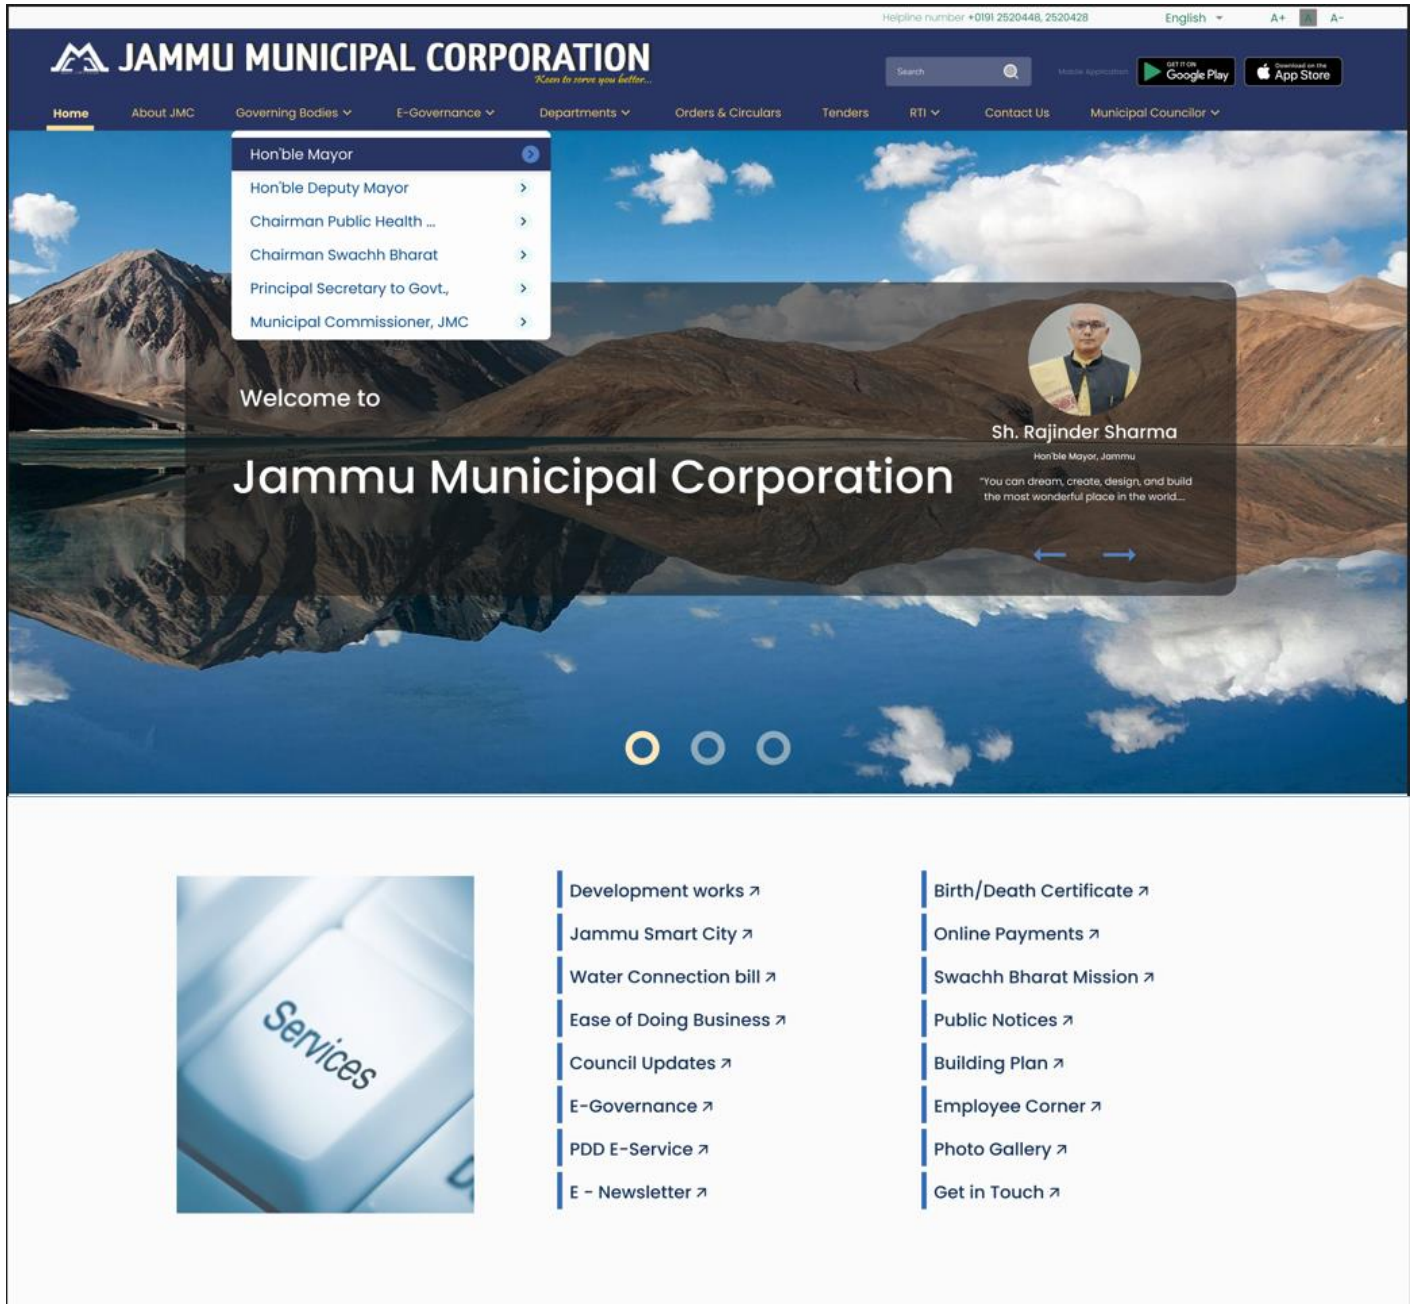 Helpline number +0191 2520448, 2520428 English A+ A A-
JAMMU MUNICIPAL CORPORATION
Keen to serve you better...
Search
Mobile Application
GET IT ON
Google Play
Download on the
App Store
Home About JMC Governing Bodies E-Governance Departments Orders & Circulars Tenders RTI Contact Us Municipal Councilor
Hon'ble Mayor
Hon'ble Deputy Mayor
Chairman Public Health ...
Chairman Swachh Bharat
Principal Secretary to Govt.,
Municipal Commissioner, JMC
Welcome to
Jammu Municipal Corporation
Sh. Rajinder Sharma
Hon'ble Mayor, Jammu
"You can dream, create, design, and build
the most wonderful place in the world....
Services
Development works
Jammu Smart City
Water Connection bill
Ease of Doing Business
Council Updates
E-Governance
PDD E-Service
E - Newsletter
Birth/Death Certificate
Online Payments
Swachh Bharat Mission
Public Notices
Building Plan
Employee Corner
Photo Gallery
Get in Touch